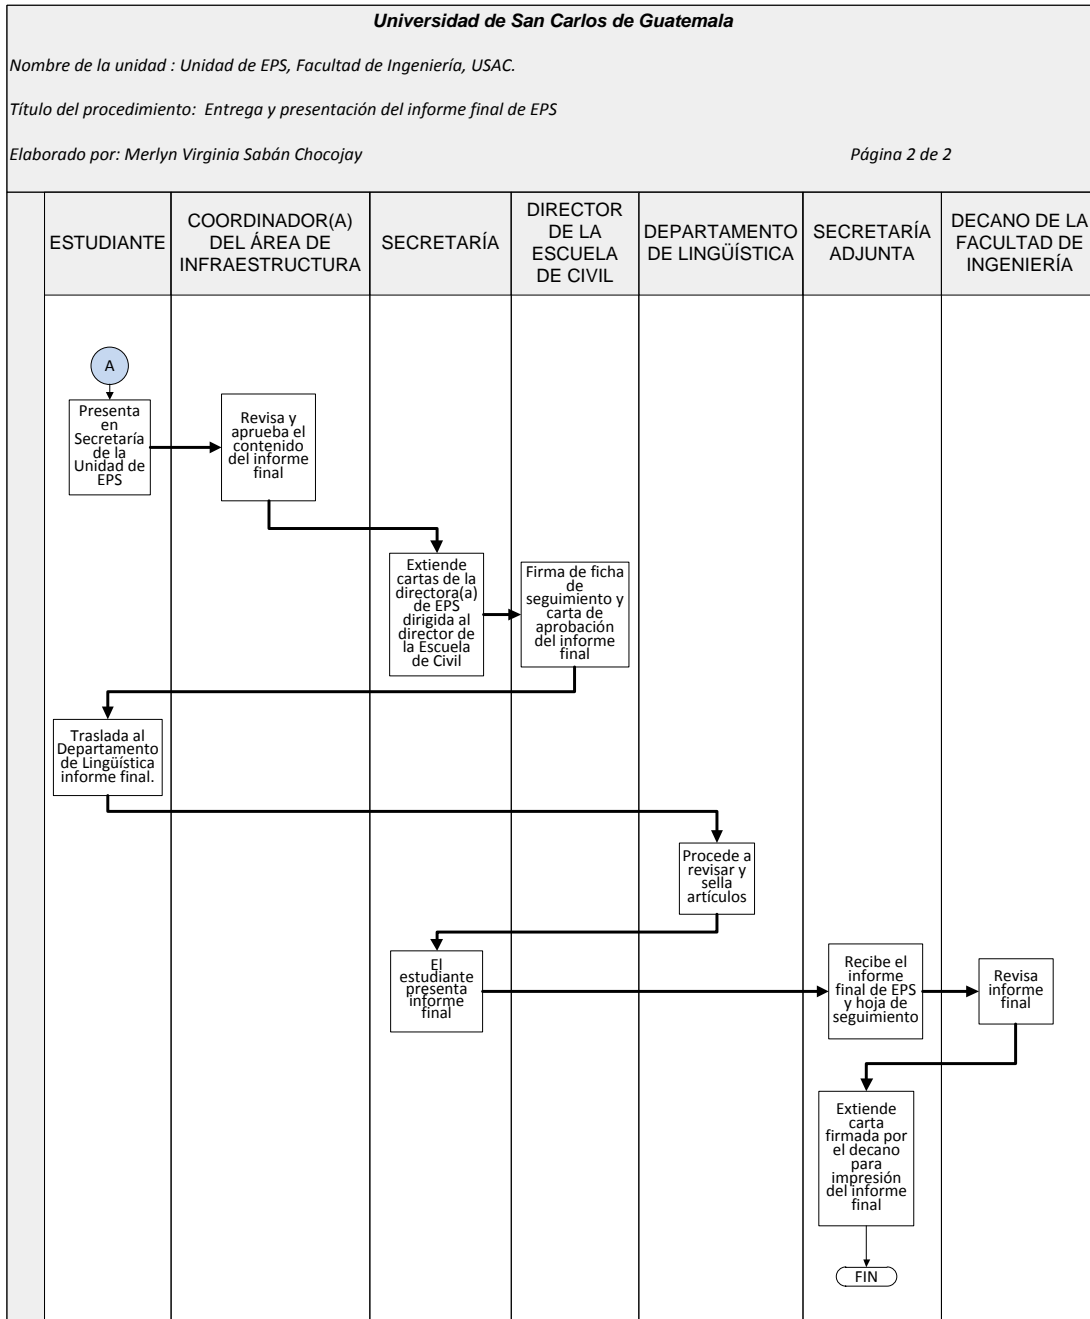 Universidad de San Carlos de Guatemala
Nombre de la unidad : Unidad de EPS, Facultad de Ingeniería, USAC.
Título del procedimiento: Entrega y presentación del informe final de EPS
Elaborado por: Merlyn Virginia Sabán Chocojay
Página 2 de 2
ESTUDIANTE
COORDINADOR(A)
DEL ÁREA DE
INFRAESTRUCTURA
SECRETARÍA
DIRECTOR
DE LA
ESCUELA
DE CIVIL
DEPARTAMENTO
DE LINGÜÍSTICA
SECRETARÍA
ADJUNTA
DECANO DE LA
FACULTAD DE
INGENIERÍA
A
Presenta
en
Secretaría
de la
Unidad de
EPS
Revisa y
aprueba el
contenido
del informe
final
Extiende
cartas de la
directora(a)
de EPS
dirigida al
director de
la Escuela
de Civil
Firma de ficha
de
seguimiento y
carta de
aprobación
del informe
final
Traslada al
Departamento
de Lingüística
informe final.
Procede a
revisar y
sella
artículos
El
estudiante
presenta
informe
final
Recibe el
informe
final de EPS
y hoja de
seguimiento
Revisa
informe
final
Extiende
carta
firmada por
el decano
para
impresión
del informe
final
FIN